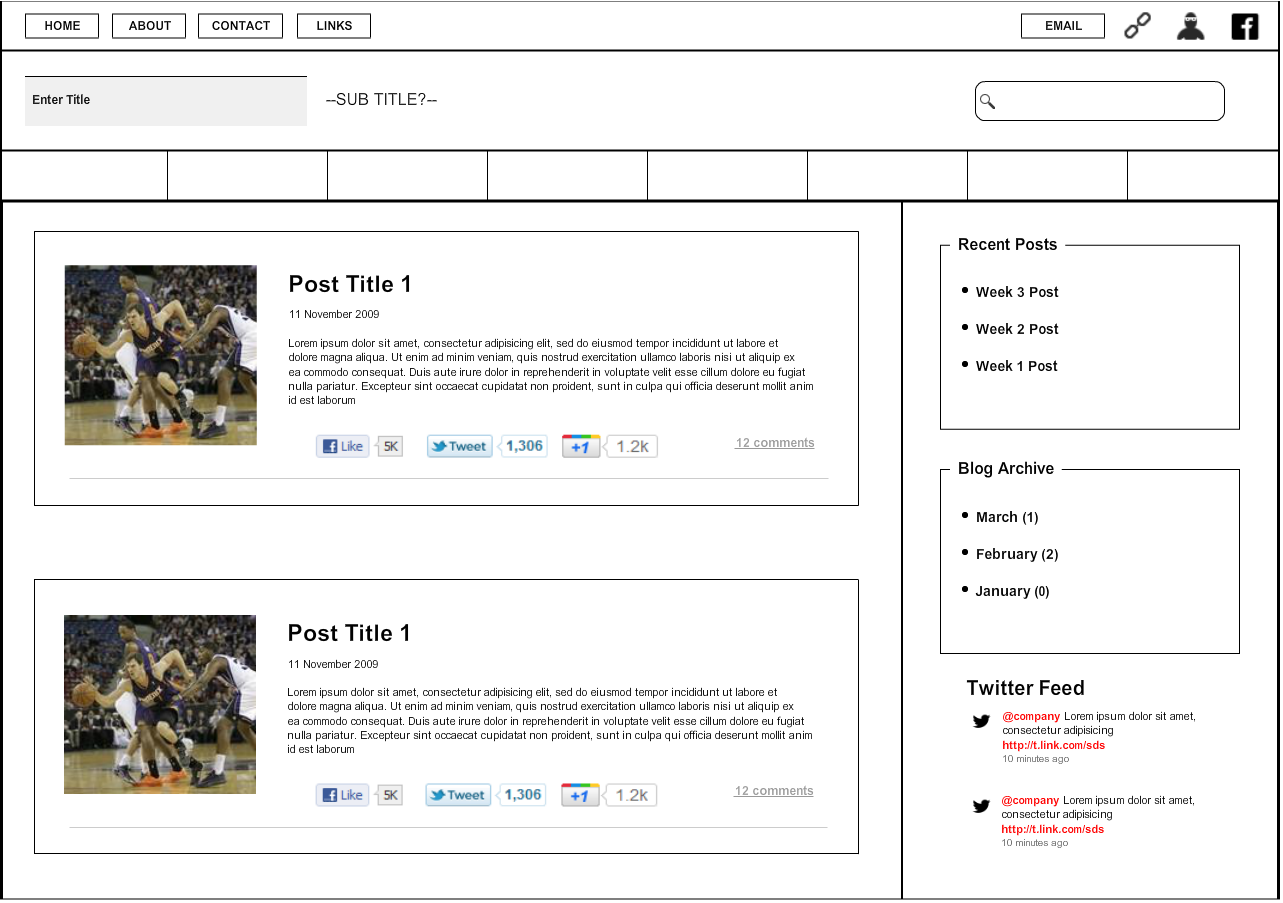 HOME ABOUT CONTACT LINKS EMAIL
Enter Title
--SUB TITLE?--
Post Title 1
11 November 2009
Lorem ipsum dolor sit amet, consectetur adipisicing elit, sed do eiusmod tempor incididunt ut labore et
dolore magna aliqua. Ut enim ad minim veniam, quis nostrud exercitation ullamco laboris nisi ut aliquip ex
ea commodo consequat. Duis aute irure dolor in reprehenderit in voluptate velit esse cillum dolore eu fugiat
nulla pariatur. Excepteur sint occaecat cupidatat non proident, sunt in culpa qui officia deserunt mollit anim
id est laborum
Like 5K Tweet 1,306 +1 1.2k 12 comments
Post Title 1
11 November 2009
Lorem ipsum dolor sit amet, consectetur adipisicing elit, sed do eiusmod tempor incididunt ut labore et
dolore magna aliqua. Ut enim ad minim veniam, quis nostrud exercitation ullamco laboris nisi ut aliquip ex
ea commodo consequat. Duis aute irure dolor in reprehenderit in voluptate velit esse cillum dolore eu fugiat
nulla pariatur. Excepteur sint occaecat cupidatat non proident, sunt in culpa qui officia deserunt mollit anim
id est laborum
Like 5K Tweet 1,306 +1 1.2k 12 comments
Recent Posts
Week 3 Post
Week 2 Post
Week 1 Post
Blog Archive
March (1)
February (2)
January (0)
Twitter Feed
@company Lorem ipsum dolor sit amet,
consectetur adipisicing
http://t.link.com/sds
10 minutes ago
@company Lorem ipsum dolor sit amet,
consectetur adipisicing
http://t.link.com/sds
10 minutes ago